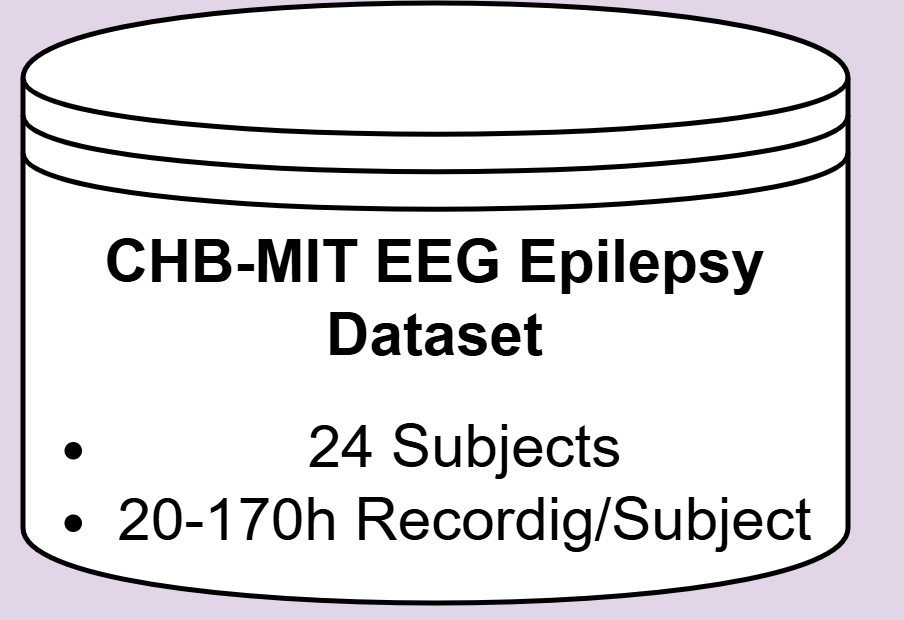 CHB-MIT EEG Epilepsy
Dataset
• 24 Subjects
• 20-170h Recordig/Subject